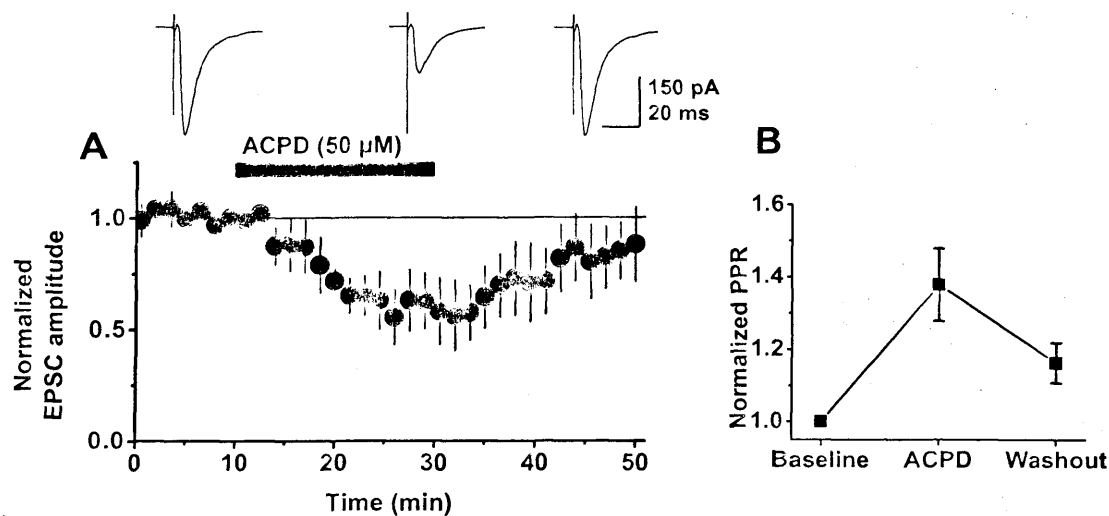 150 pA
20 ms
A
ACPD (50 µM)
1.0
0.5
0.0
Normalized
EPSC amplitude
0
10
20
30
40
50
Time (min)
B
1.6
1.4
1.2
1.0
Normalized PPR
Baseline
ACPD
Washout